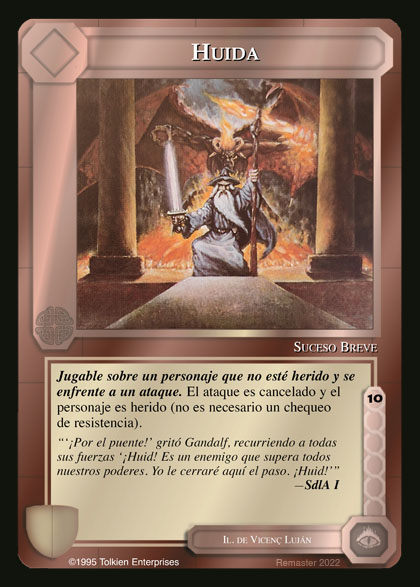 HUIDA
SUCESO BREVE
Jugable sobre un personaje que no esté herido y se
enfrente a un ataque. El ataque es cancelado y el
personaje es herido (no es necesario un chequeo
de resistencia).
10
“‘¡Por el puente!’ gritó Gandalf, recurriendo a todas
sus fuerzas ‘¡Huid! Es un enemigo que supera todos
nuestros poderes. Yo le cerraré aquí el paso. ¡Huid!’”
—SdlA I
IL. DE VICENÇ LUJÁN
©1995 Tolkien Enterprises
Remaster 2022